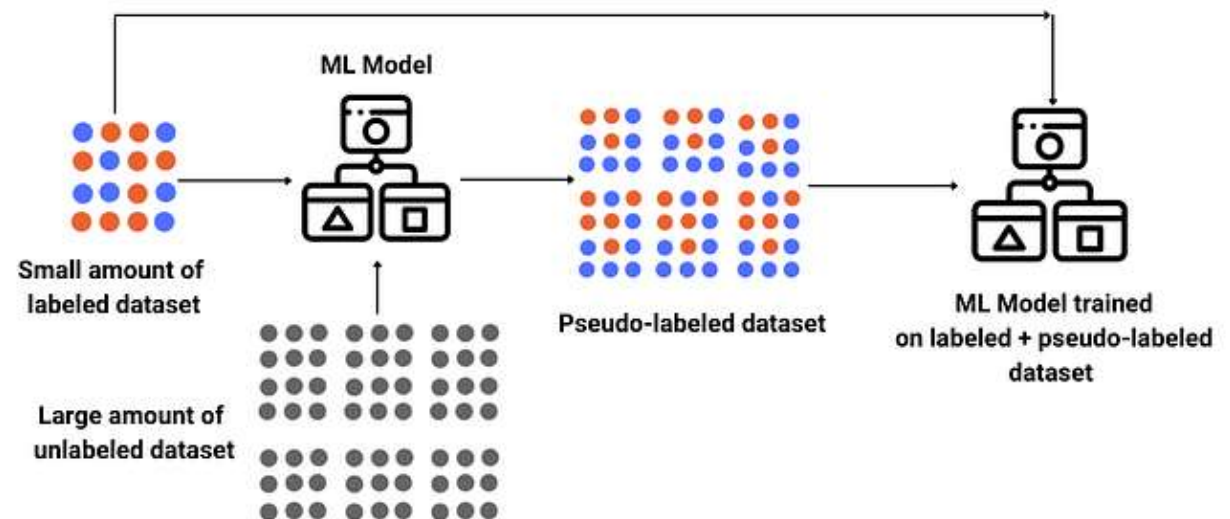 ML Model
Small amount of
labeled dataset
Pseudo-labeled dataset
ML Model trained
on labeled + pseudo-labeled
dataset
Large amount of
unlabeled dataset